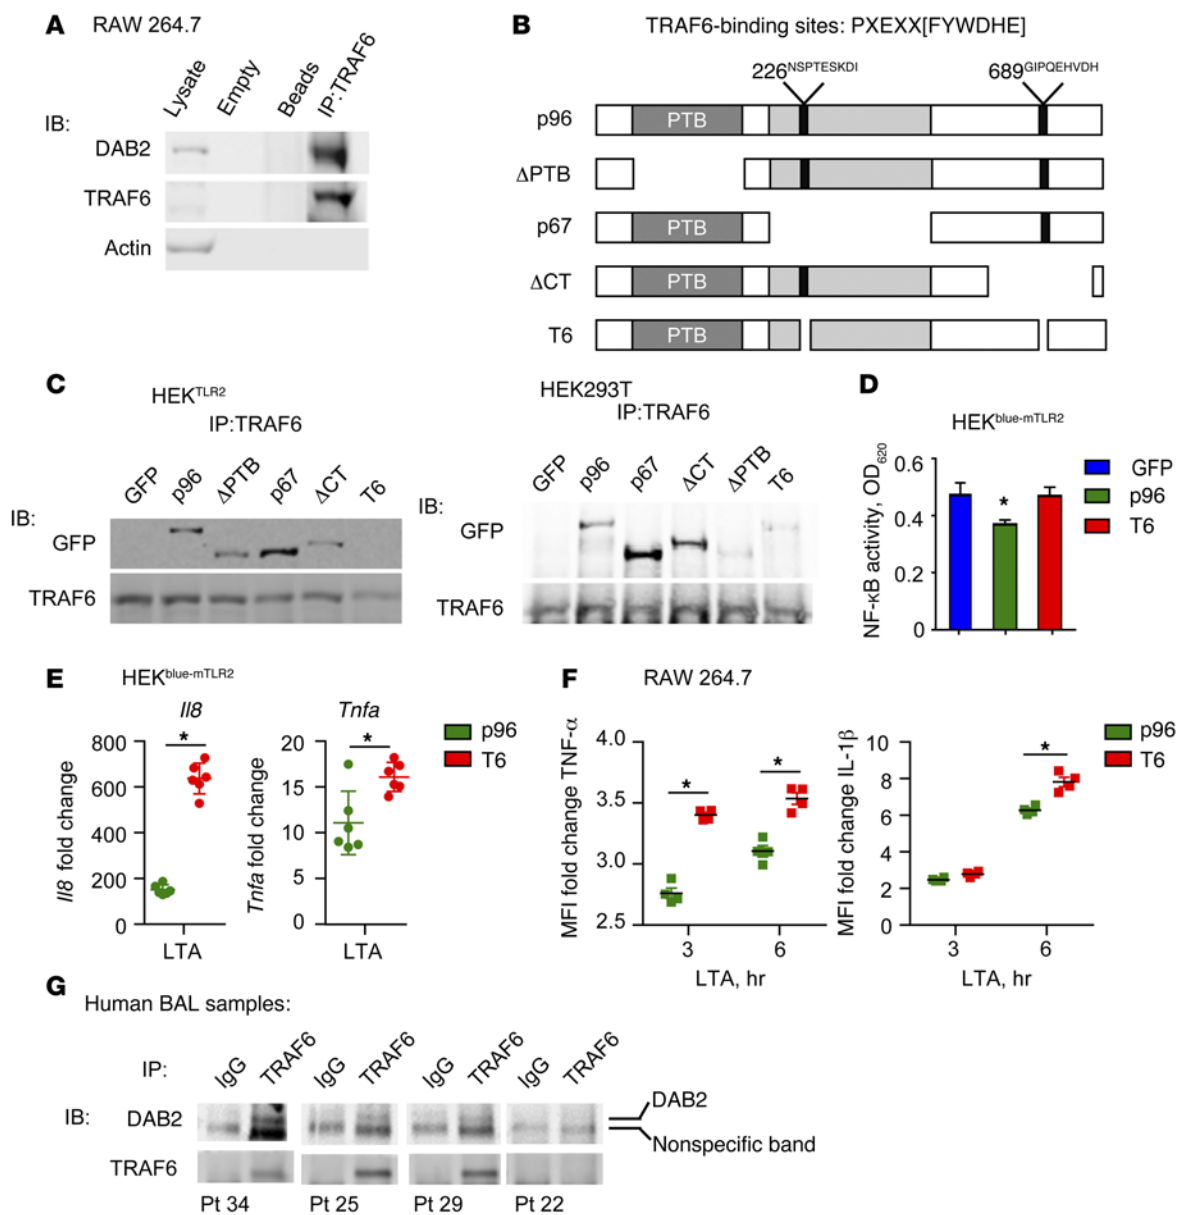 A RAW 264.7
Lysate
Empty
Beads
IP:TRAF6
IB:
DAB2
TRAF6
Actin
B TRAF6-binding sites: PXEXX[FYWDHE]
226NSPTESKDI 689GIPQEHVDH
p96 PTB
ΔPTB
p67 PTB
ΔCT PTB
T6 PTB
C HEKTLR2
IP:TRAF6
GFP p96 ΔPTB p67 ΔCT T6
IB:
GFP
TRAF6
HEK293T
IP:TRAF6
GFP p96 p67 ΔCT ΔPTB T6
IB:
GFP
TRAF6
D HEKblue-mTLR2
NF-κB activity, OD620
0.6
0.4
0.2
0
*
GFP
p96
T6
E HEKblue-mTLR2
Il8
Il8 fold change
800
600
400
200
0
*
LTA
Tnfa
Tnfa fold change
20
15
10
5
0
*
LTA
p96
T6
F RAW 264.7
MFI fold change TNF-α
4.0
3.5
3.0
2.5
* *
3 6
LTA, hr
MFI fold change IL-1β
10
8
6
4
2
0
*
3 6
LTA, hr
p96
T6
G Human BAL samples:
IP: IgG TRAF6 IgG TRAF6 IgG TRAF6 IgG TRAF6
IB: DAB2
TRAF6
DAB2
Nonspecific band
Pt 34 Pt 25 Pt 29 Pt 22